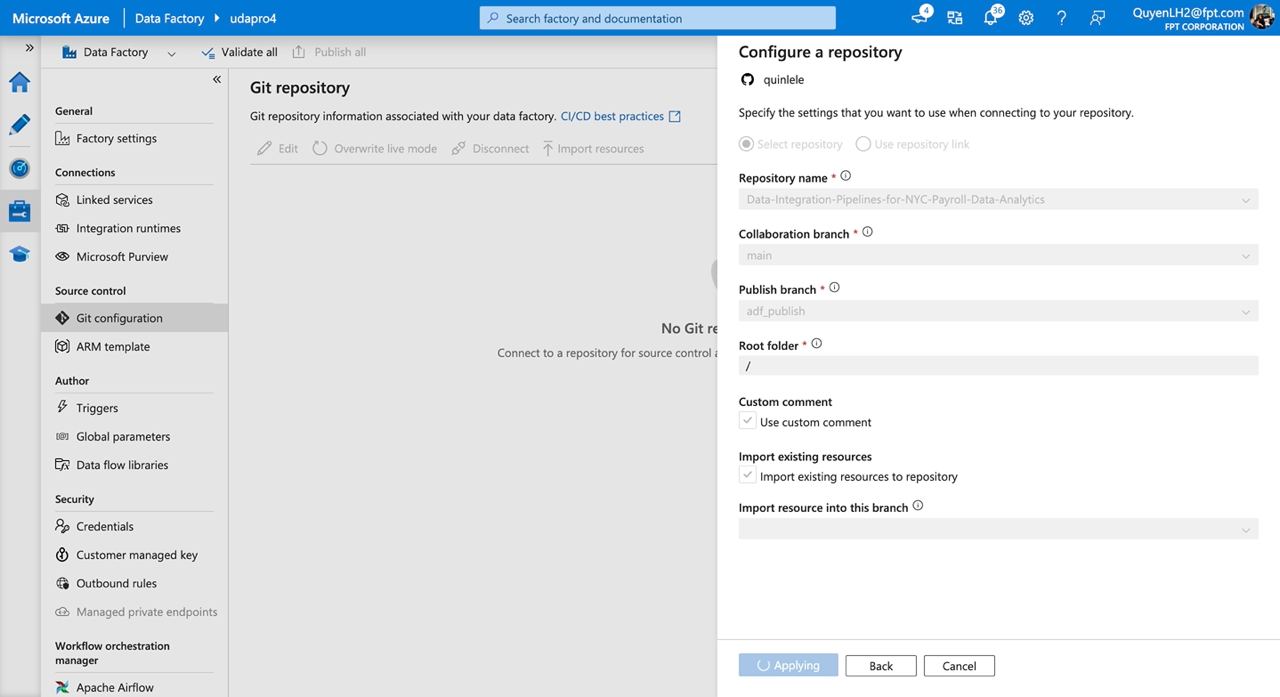 Microsoft Azure
Data Factory
udapro4
Search factory and documentation
4
36
QuyenLH2@fpt.com
FPT CORPORATION
Data Factory
Validate all
Publish all
General
Factory settings
Connections
Linked services
Integration runtimes
Microsoft Purview
Source control
Git configuration
ARM template
Author
Triggers
Global parameters
Data flow libraries
Security
Credentials
Customer managed key
Outbound rules
Managed private endpoints
Workflow orchestration
manager
Apache Airflow
Git repository
Git repository information associated with your data factory. CI/CD best practices
Edit
Overwrite live mode
Disconnect
Import resources
No Git re
Connect to a repository for source control a
Configure a repository
quinlele
Specify the settings that you want to use when connecting to your repository.
Select repository
Use repository link
Repository name *
Data-Integration-Pipelines-for-NYC-Payroll-Data-Analytics
Collaboration branch *
main
Publish branch *
adf_publish
Root folder *
/
Custom comment
Use custom comment
Import existing resources
Import existing resources to repository
Import resource into this branch
Applying
Back
Cancel